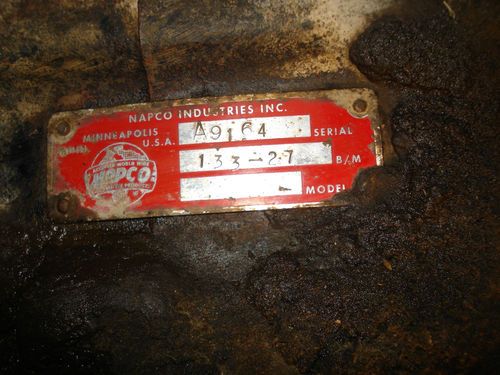 NAPCO INDUSTRIES INC.
MINNEAPOLIS A9164 SERIAL
U.S.A.
133-27 B/M
NAPCO
MODEL